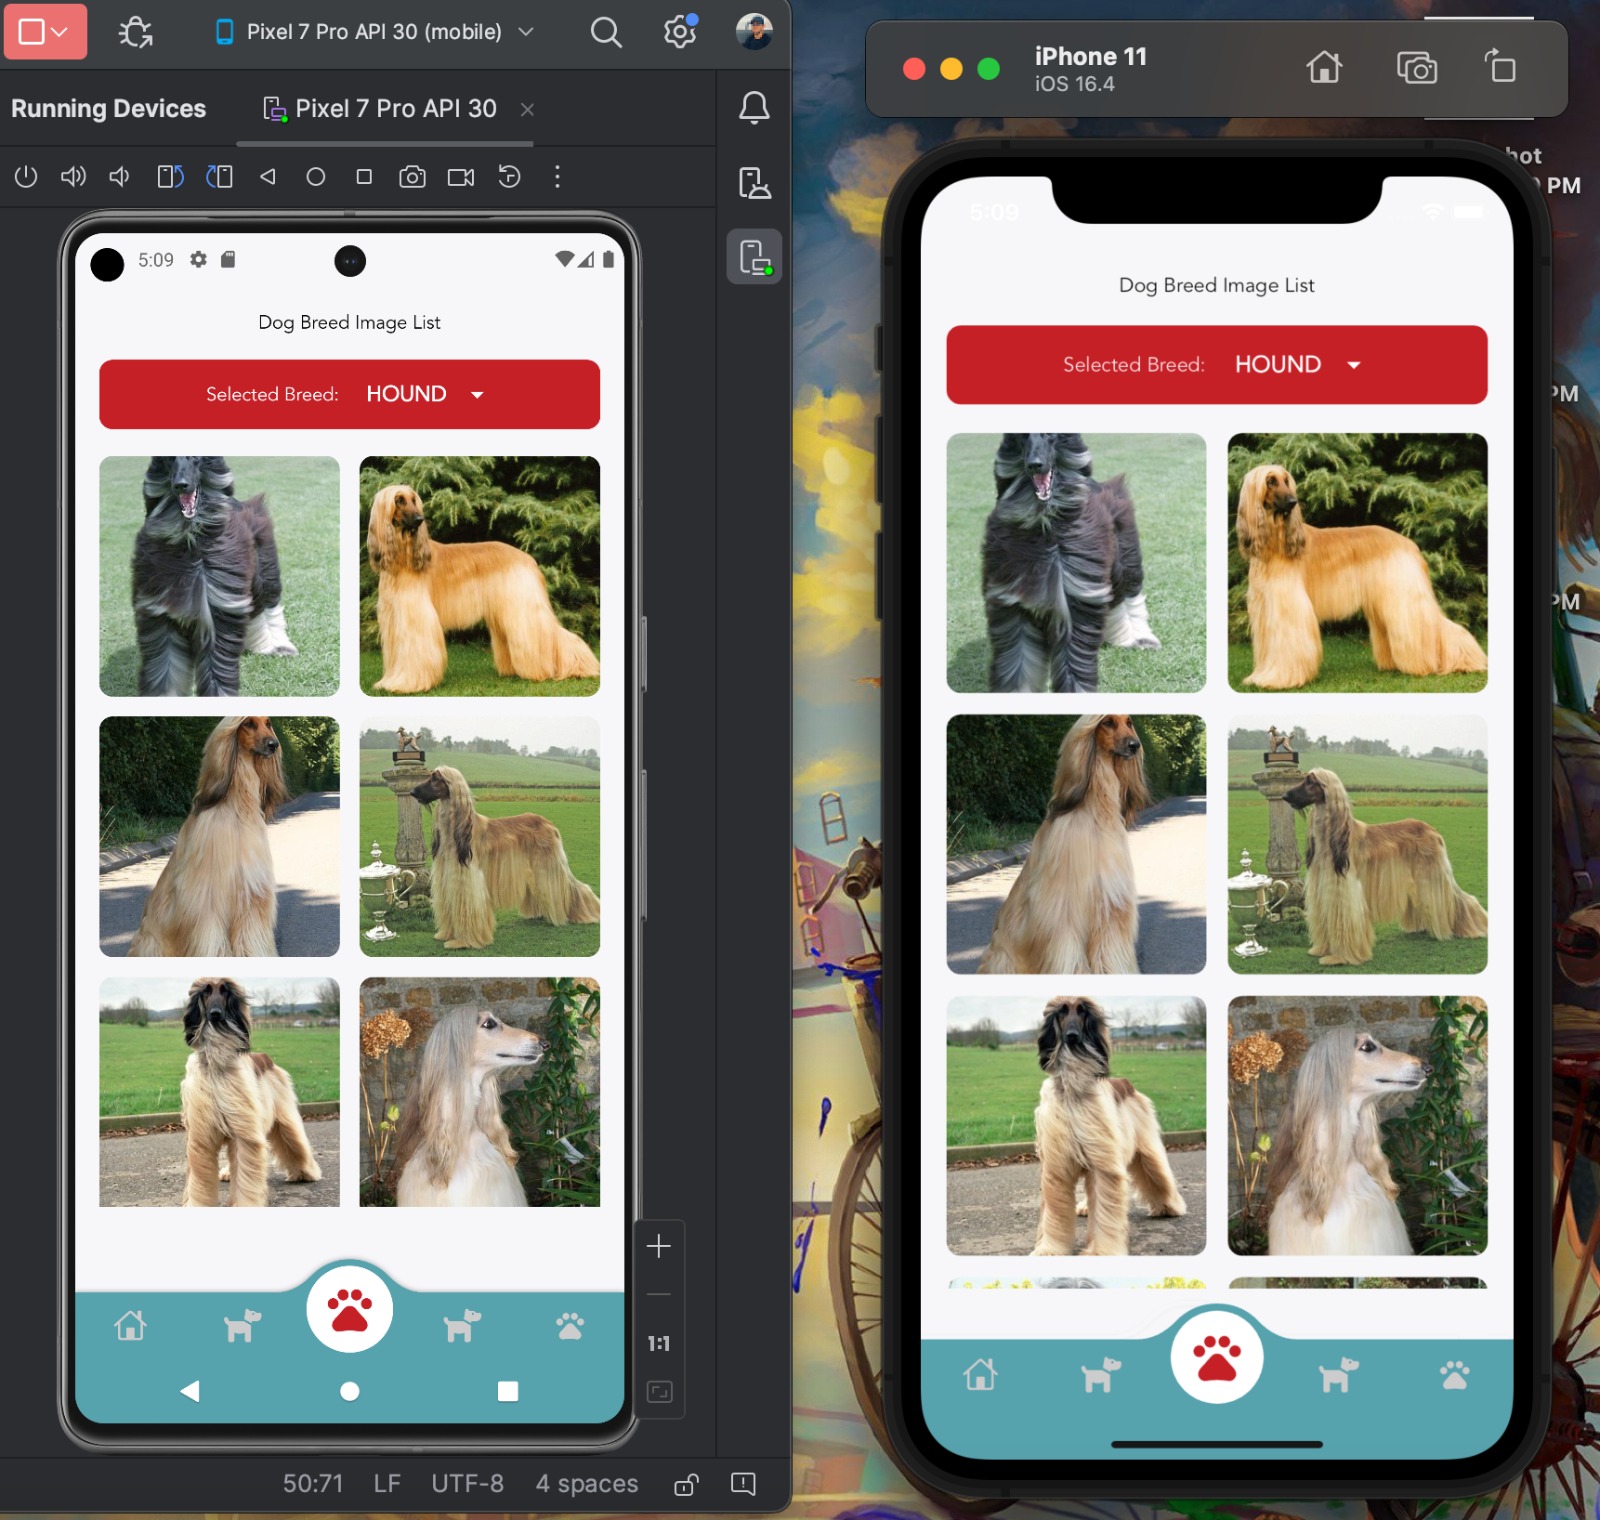 Pixel 7 Pro API 30 (mobile)
Running Devices
Pixel 7 Pro API 30
5:09
Dog Breed Image List
Selected Breed: HOUND
1:1
50:71 LF UTF-8 4 spaces
iPhone 11
iOS 16.4
5:09
Dog Breed Image List
Selected Breed: HOUND
PM
PM
PM